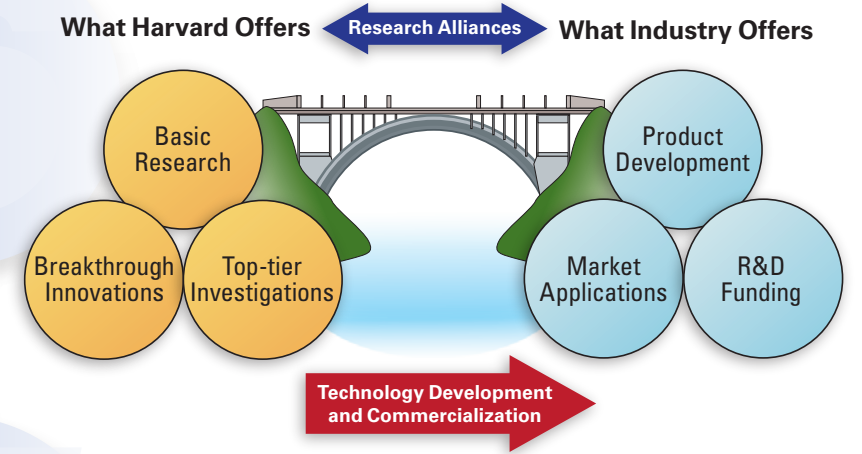 What Harvard Offers
Research Alliances
What Industry Offers
Basic
Research
Breakthrough
Innovations
Top-tier
Investigations
Product
Development
Market
Applications
R&D
Funding
Technology Development
and Commercialization